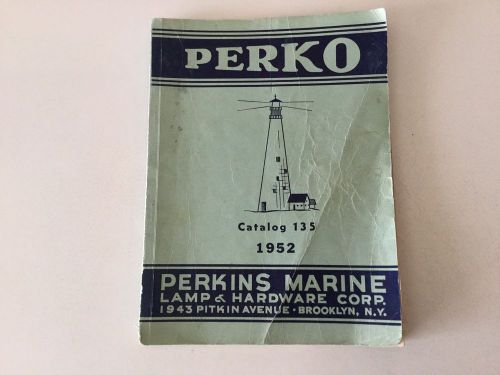 PERKO
Catalog 135
1952
PERKINS MARINE
LAMP & HARDWARE CORP.
1943 PITKIN AVENUE · BROOKLYN, N.Y.